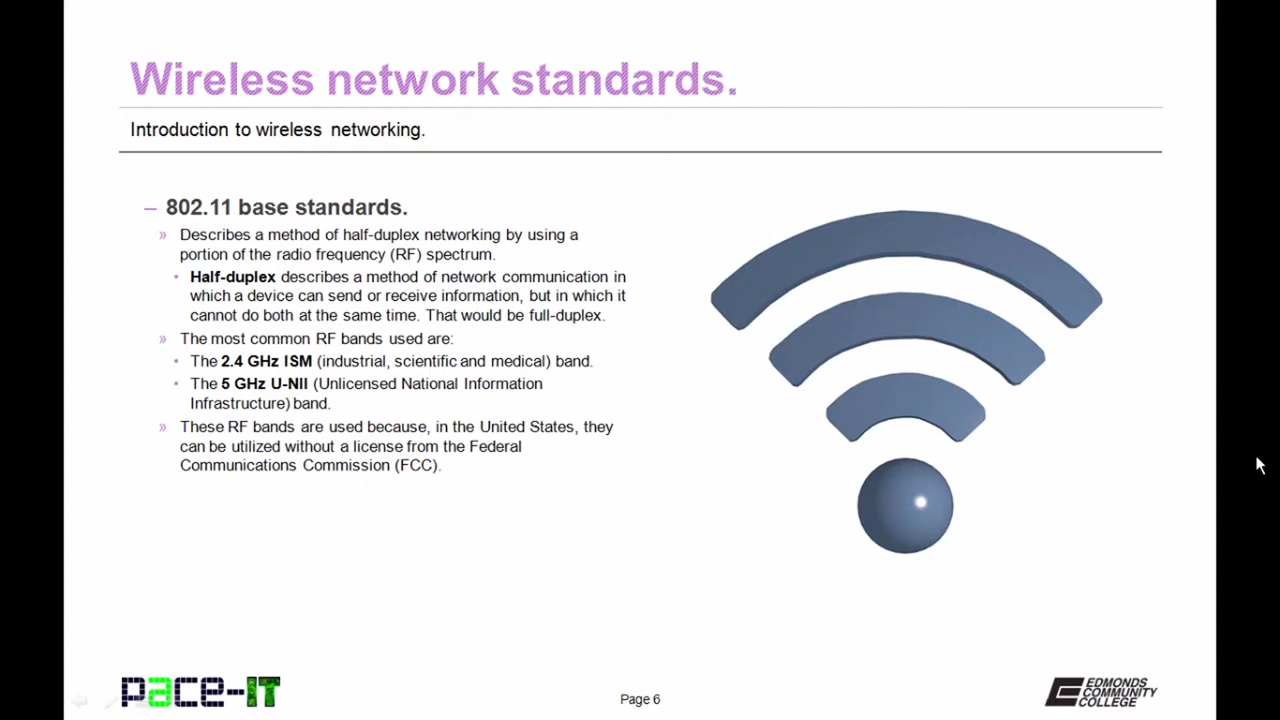 Wireless network standards.
Introduction to wireless networking.
– 802.11 base standards.
» Describes a method of half-duplex networking by using a
portion of the radio frequency (RF) spectrum.
• Half-duplex describes a method of network communication in
which a device can send or receive information, but in which it
cannot do both at the same time. That would be full-duplex.
» The most common RF bands used are:
• The 2.4 GHz ISM (industrial, scientific and medical) band.
• The 5 GHz U-NII (Unlicensed National Information
Infrastructure) band.
» These RF bands are used because, in the United States, they
can be utilized without a license from the Federal
Communications Commission (FCC).
pace-IT
Page 6
EDMONDS
COMMUNITY
COLLEGE